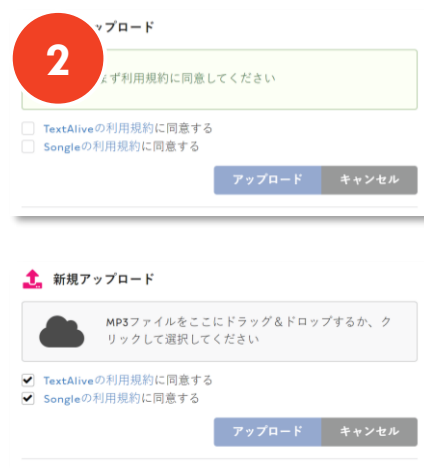 2
ップロード
まず利用規約に同意してください
TextAliveの利用規約に同意する
Songleの利用規約に同意する
アップロード キャンセル
新規アップロード
MP3ファイルをここにドラッグ&ドロップするか、ク
リックして選択してください
TextAliveの利用規約に同意する
Songleの利用規約に同意する
アップロード キャンセル